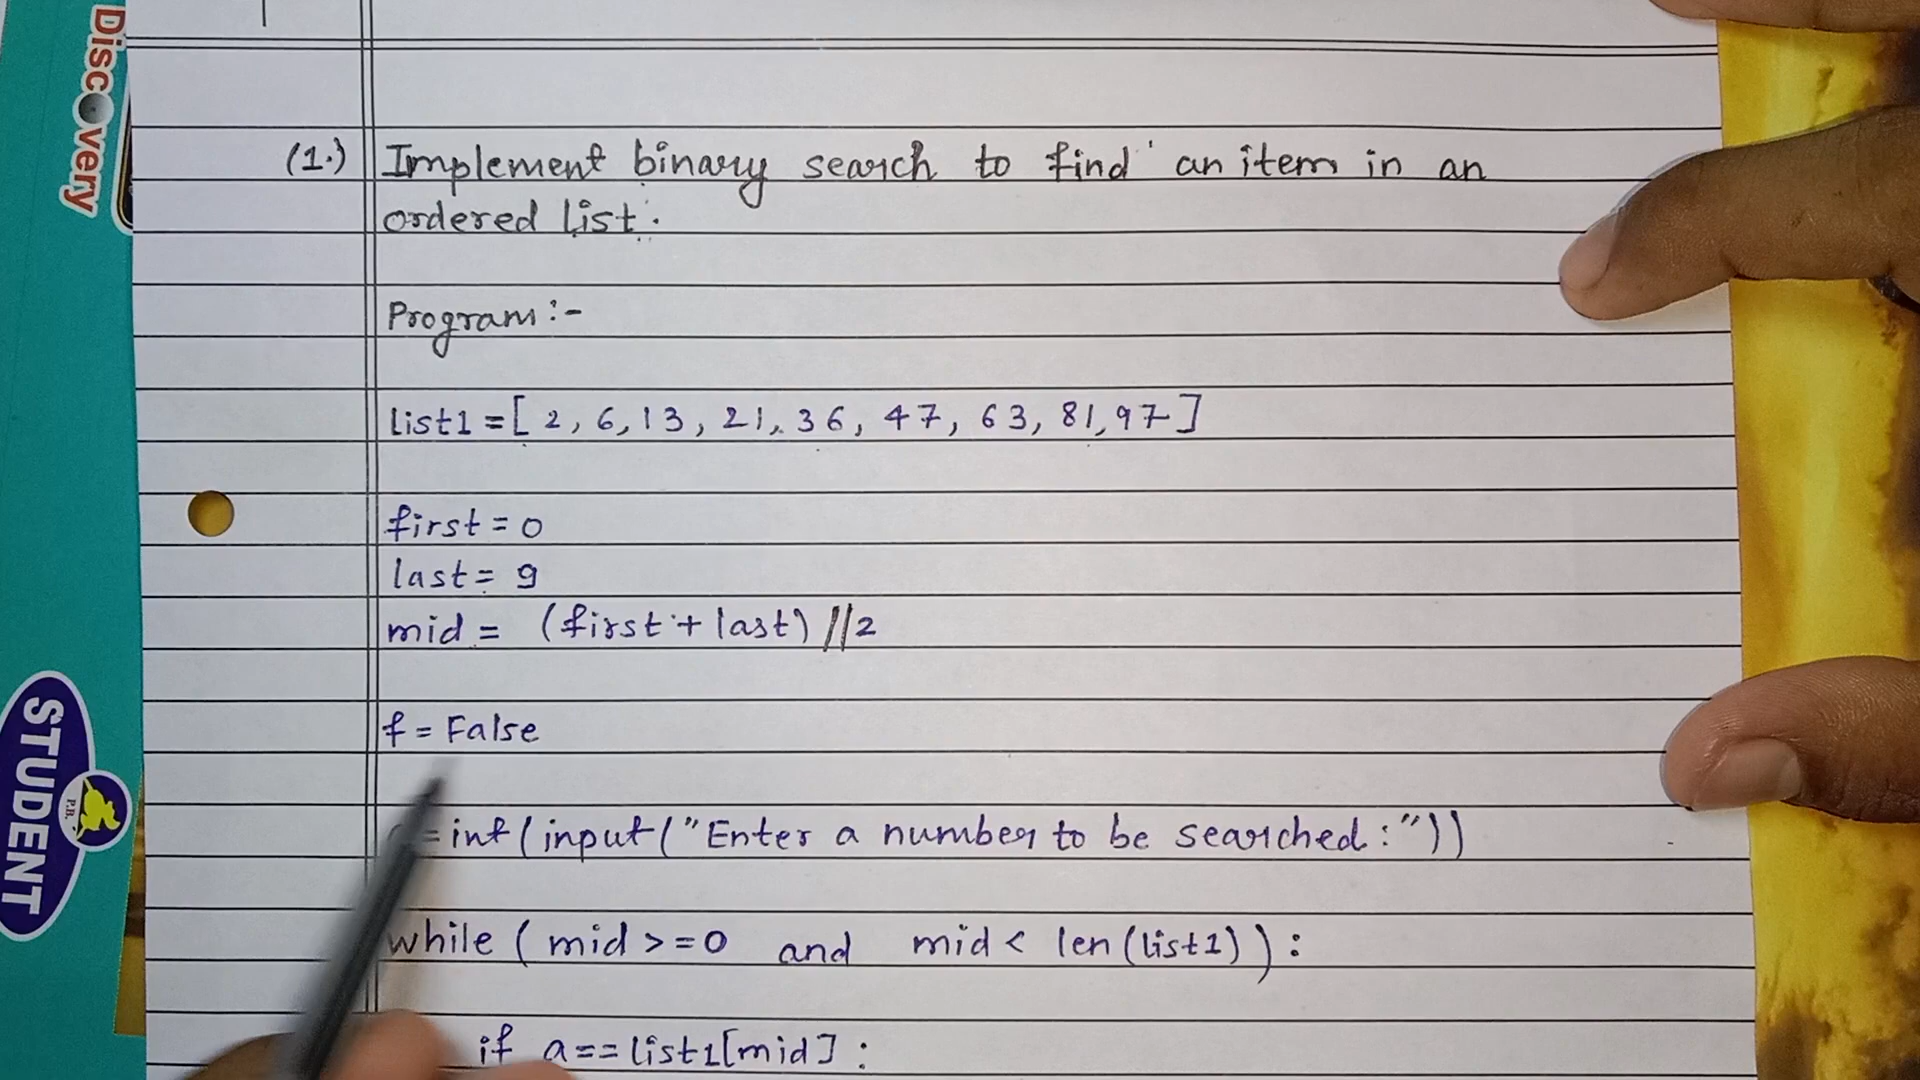 Discovery
STUDENT
P.B.
(1.) Implement binary search to find an item in an
ordered list.
Program :-
list1 = [ 2, 6, 13, 21, 36, 47, 63, 81, 97 ]
first = 0
last = 9
mid = (first + last) //2
f = False
= int(input("Enter a number to be searched:"))
while ( mid >= 0 and mid < len(list1)):
if a == list1[mid] :